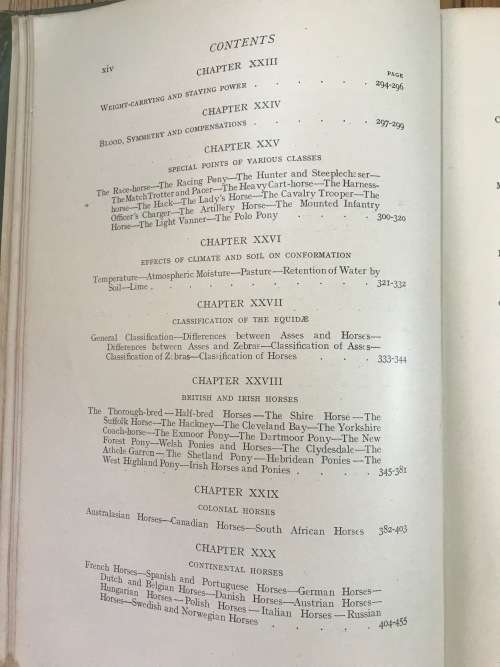 CONTENTS
xiv
CHAPTER XXIII
PAGE
WEIGHT-CARRYING AND STAYING POWER . . . . . . 294-296
CHAPTER XXIV
BLOOD, SYMMETRY AND COMPENSATIONS . . . . . . 297-299
CHAPTER XXV
SPECIAL POINTS OF VARIOUS CLASSES
The Race-horse—The Racing Pony—The Hunter and Steeplechaser—
The Match Trotter and Pacer—The Heavy Cart-horse—The Harness-
horse—The Hack—The Lady's Horse—The Cavalry Trooper—The
Officer's Charger—The Artillery Horse—The Mounted Infantry
Horse—The Light Vanner—The Polo Pony . . . . 300-320
CHAPTER XXVI
EFFECTS OF CLIMATE AND SOIL ON CONFORMATION
Temperature—Atmospheric Moisture—Pasture—Retention of Water by
Soil—Lime . . . . . . . . . 321-332
CHAPTER XXVII
CLASSIFICATION OF THE EQUIDÆ
General Classification—Differences between Asses and Horses—
Differences between Asses and Zebras—Classification of Asses—
Classification of Zebras—Classification of Horses . . . . 333-344
CHAPTER XXVIII
BRITISH AND IRISH HORSES
The Thorough-bred—Half-bred Horses—The Shire Horse—The
Suffolk Horse—The Hackney—The Cleveland Bay—The Yorkshire
Coach-horse—The Exmoor Pony—The Dartmoor Pony—The New
Forest Pony—Welsh Ponies and Horses—The Clydesdale—The
Athole Garron—The Shetland Pony—Hebridean Ponies—The
West Highland Pony—Irish Horses and Ponies . . . . 345-381
CHAPTER XXIX
COLONIAL HORSES
Australasian Horses—Canadian Horses—South African Horses 382-403
CHAPTER XXX
CONTINENTAL HORSES
French Horses—Spanish and Portuguese Horses—German Horses—
Dutch and Belgian Horses—Danish Horses—Austrian Horses—
Hungarian Horses—Polish Horses—Italian Horses—Russian
Horses—Swedish and Norwegian Horses . . . . . 404-455